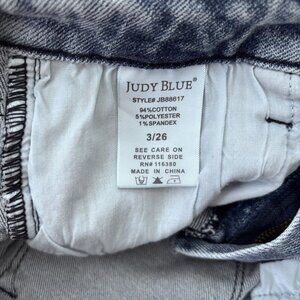 JUDY BLUE®
STYLE# JB88617
94%COTTON
5%POLYESTER
1%SPANDEX
3/26
SEE CARE ON
REVERSE SIDE
RN# 116380
MADE IN CHINA